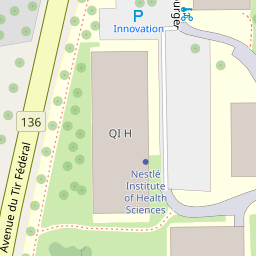 P
Innovation
136
QI H
Avenue du Tir Fédéral
Nestlé
Institute
of Health
Sciences